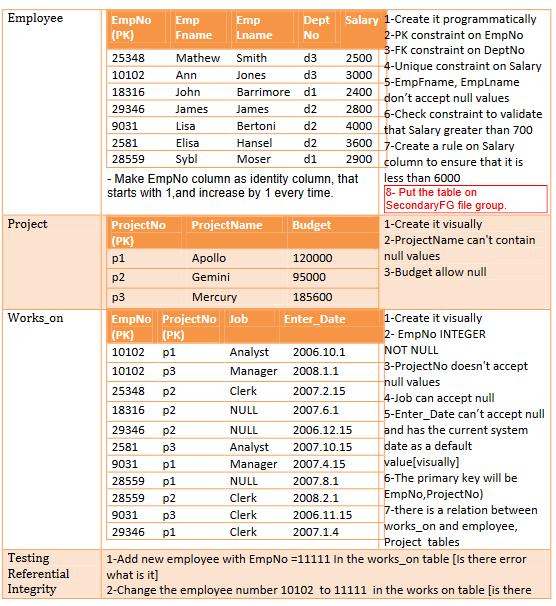 Employee
EmpNo (PK) Emp Fname Emp Lname Dept No Salary
25348 Mathew Smith d3 2500
10102 Ann Jones d3 3000
18316 John Barrimore d1 2400
29346 James James d2 2800
9031 Lisa Bertoni d2 4000
2581 Elisa Hansel d2 3600
28559 Sybl Moser d1 2900
- Make EmpNo column as identity column, that
starts with 1,and increase by 1 every time.
1-Create it programmatically
2-PK constraint on EmpNo
3-FK constraint on DeptNo
4-Unique constraint on Salary
5-EmpFname, EmpLname
don't accept null values
6-Check constraint to validate
that Salary greater than 700
7-Create a rule on Salary
column to ensure that it is
less than 6000
8- Put the table on
SecondaryFG file group.
Project
ProjectNo (PK) ProjectName Budget
p1 Apollo 120000
p2 Gemini 95000
p3 Mercury 185600
1-Create it visually
2-ProjectName can't contain
null values
3-Budget allow null
Works_on
EmpNo (PK) ProjectNo (PK) Job Enter_Date
10102 p1 Analyst 2006.10.1
10102 p3 Manager 2008.1.1
25348 p2 Clerk 2007.2.15
18316 p2 NULL 2007.6.1
29346 p2 NULL 2006.12.15
2581 p3 Analyst 2007.10.15
9031 p1 Manager 2007.4.15
28559 p1 NULL 2007.8.1
28559 p2 Clerk 2008.2.1
9031 p3 Clerk 2006.11.15
29346 p1 Clerk 2007.1.4
1-Create it visually
2- EmpNo INTEGER
NOT NULL
3-ProjectNo doesn't accept
null values
4-Job can accept null
5-Enter_Date can't accept null
and has the current system
date as a default
value[visually]
6-The primary key will be
EmpNo,ProjectNo)
7-there is a relation between
works_on and employee,
Project tables
Testing
Referential
Integrity
1-Add new employee with EmpNo =11111 In the works_on table [Is there error
what is it]
2-Change the employee number 10102 to 11111 in the works on table [is there